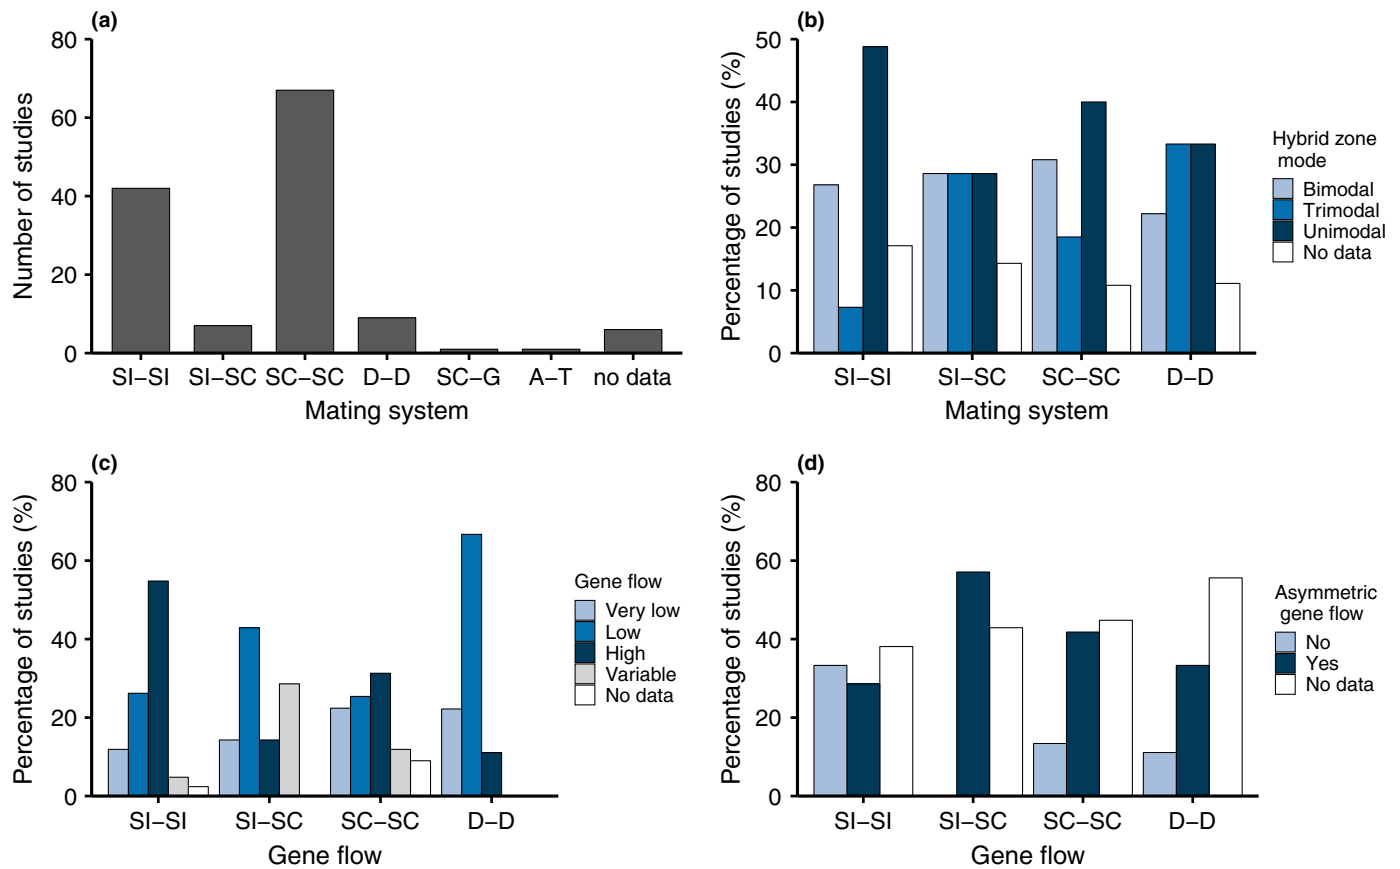 (a)
80
60
40
20
0
Number of studies
SI–SI SI–SC SC–SC D–D SC–G A–T no data
Mating system
(b)
50
40
30
20
10
0
Percentage of studies (%)
SI–SI SI–SC SC–SC D–D
Mating system
Hybrid zone
mode
Bimodal
Trimodal
Unimodal
No data
(c)
80
60
40
20
0
Percentage of studies (%)
SI–SI SI–SC SC–SC D–D
Gene flow
Gene flow
Very low
Low
High
Variable
No data
(d)
80
60
40
20
0
Percentage of studies (%)
SI–SI SI–SC SC–SC D–D
Gene flow
Asymmetric
gene flow
No
Yes
No data